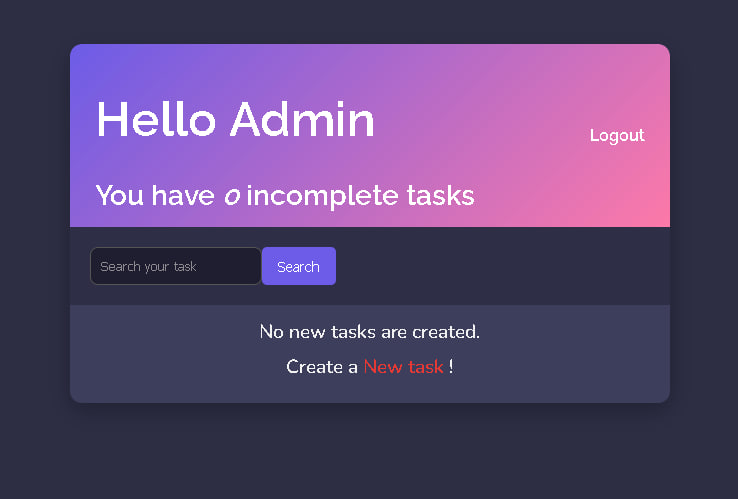 Hello Admin
Logout
You have 0 incomplete tasks
Search your task
Search
No new tasks are created.
Create a New task !